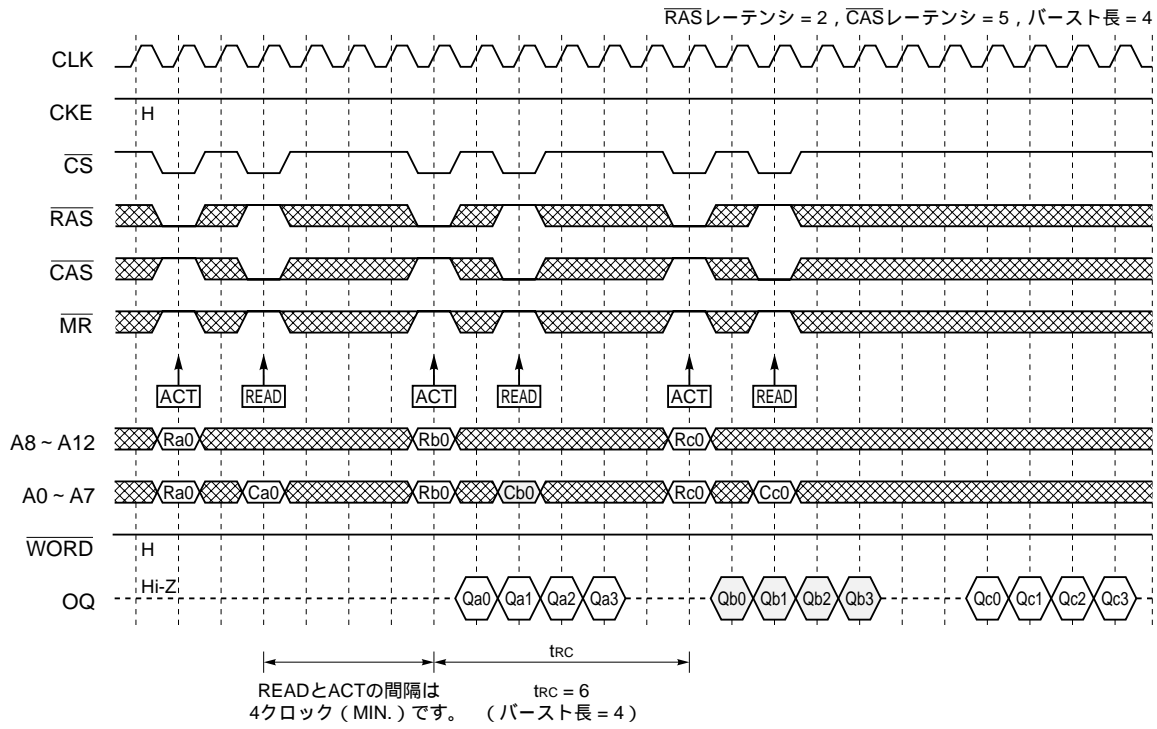 RASレーテンシ = 2 , CASレーテンシ = 5 , バースト長 = 4
CLK
CKE H
CS
RAS
CAS
MR
ACT READ ACT READ ACT READ
A8 ~ A12 Ra0 Rb0 Rc0
A0 ~ A7 Ra0 Ca0 Rb0 Cb0 Rc0 Cc0
WORD H
OQ Hi-Z Qa0 Qa1 Qa2 Qa3 Qb0 Qb1 Qb2 Qb3 Qc0 Qc1 Qc2 Qc3
tRC
READとACTの間隔は tRC = 6
4クロック ( MIN. ) です。 ( バースト長 = 4 )